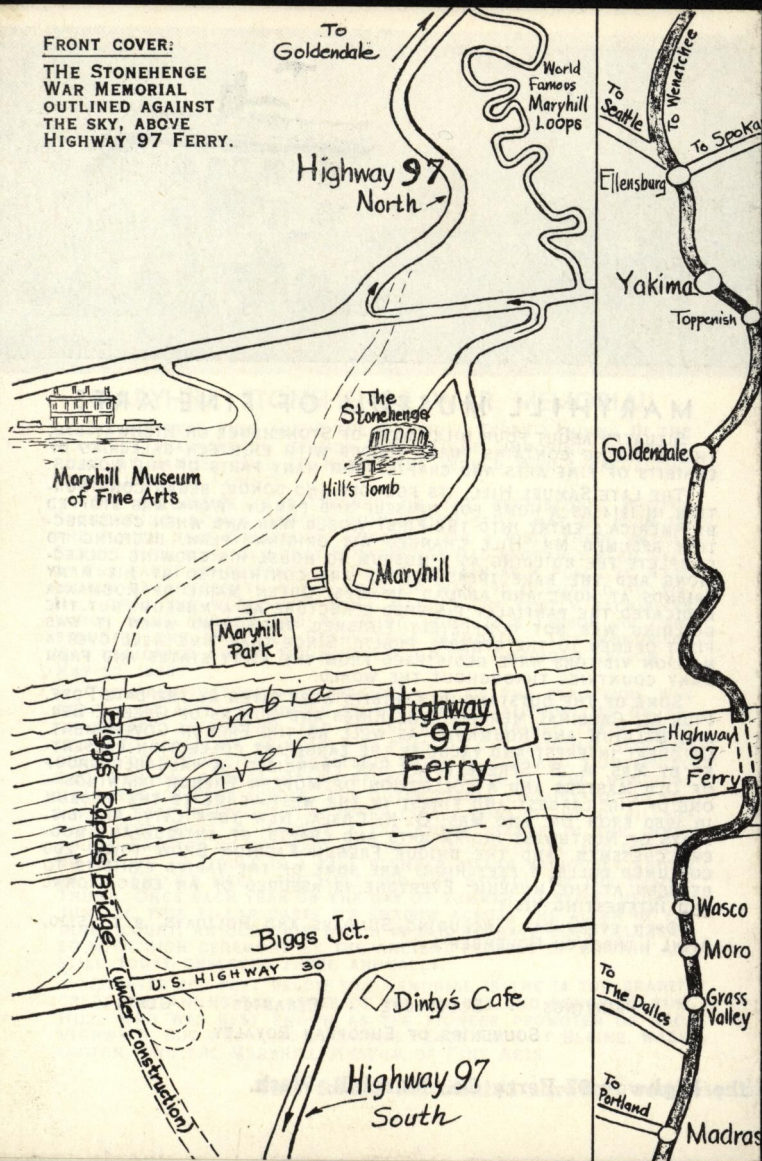 FRONT COVER:
THE STONEHENGE
WAR MEMORIAL
OUTLINED AGAINST
THE SKY, ABOVE
HIGHWAY 97 FERRY.
To
Goldendale
World
Famous
Maryhill
Loops
Highway 97
North
The
Stonehenge
Hill's Tomb
Maryhill Museum
of Fine Arts
Maryhill
Maryhill
Park
Columbia
River
Highway
97
Ferry
Biggs Rapids Bridge (under construction)
Biggs Jct.
U.S. HIGHWAY 30
Dinty's Cafe
Highway 97
South
To Wenatchee
To
Seattle
To Spoka
Ellensburg
Yakima
Toppenish
Goldendale
Highway
97
Ferry
Wasco
Moro
Grass
Valley
To
The Dalles
To
Portland
Madras